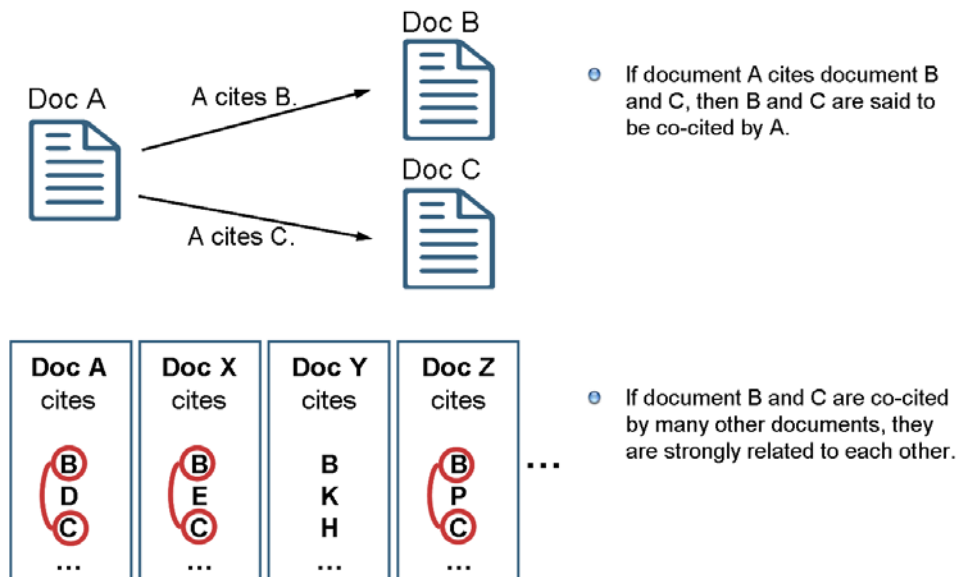 Doc B
Doc A
A cites B.
Doc C
A cites C.
If document A cites document B
and C, then B and C are said to
be co-cited by A.
Doc A
cites
B
D
C
...
Doc X
cites
B
E
C
...
Doc Y
cites
B
K
H
...
Doc Z
cites
B
P
C
...
...
If document B and C are co-cited
by many other documents, they
are strongly related to each other.